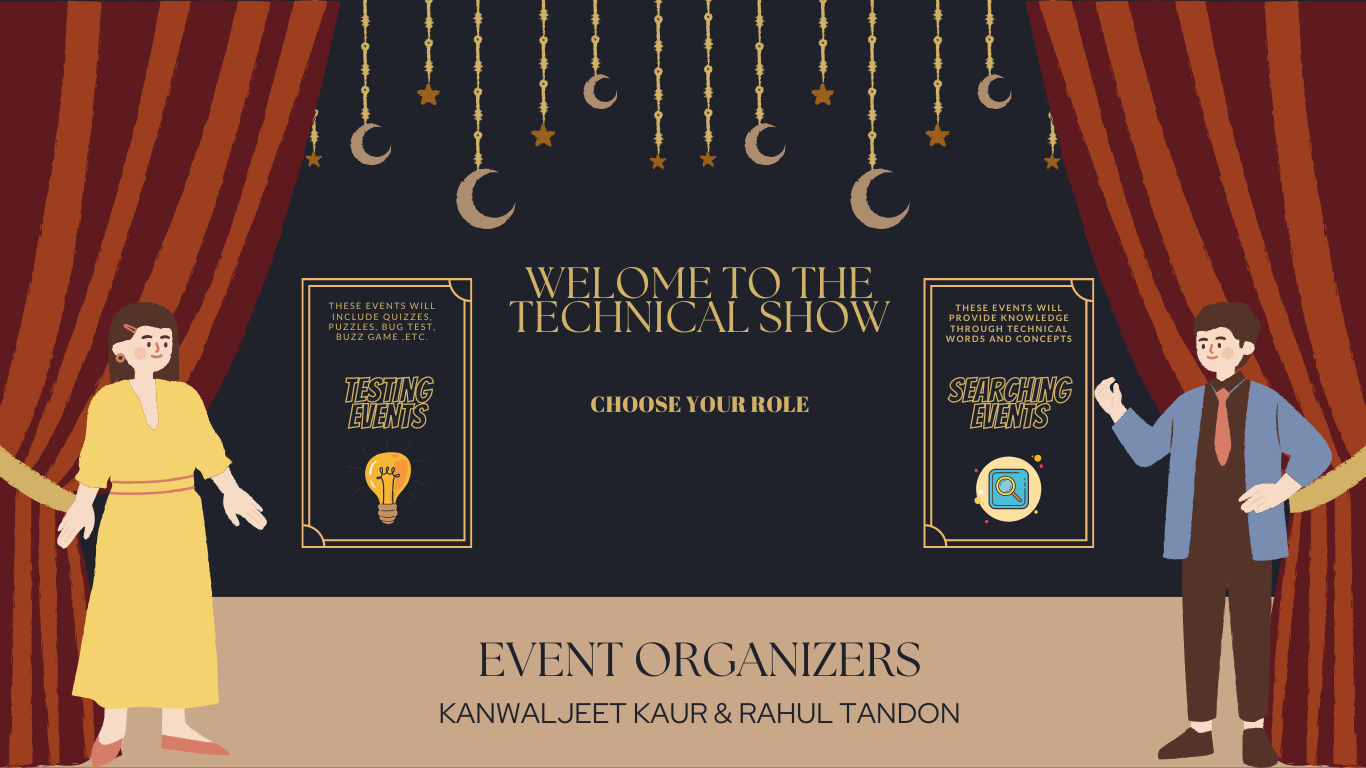 WELOME TO THE
TECHNICAL SHOW
CHOOSE YOUR ROLE
THESE EVENTS WILL
INCLUDE QUIZZES,
PUZZLES, BUG TEST,
BUZZ GAME ,ETC.
TESTING
EVENTS
THESE EVENTS WILL
PROVIDE KNOWLEDGE
THROUGH TECHNICAL
WORDS AND CONCEPTS
SEARCHING
EVENTS
EVENT ORGANIZERS
KANWALJEET KAUR & RAHUL TANDON